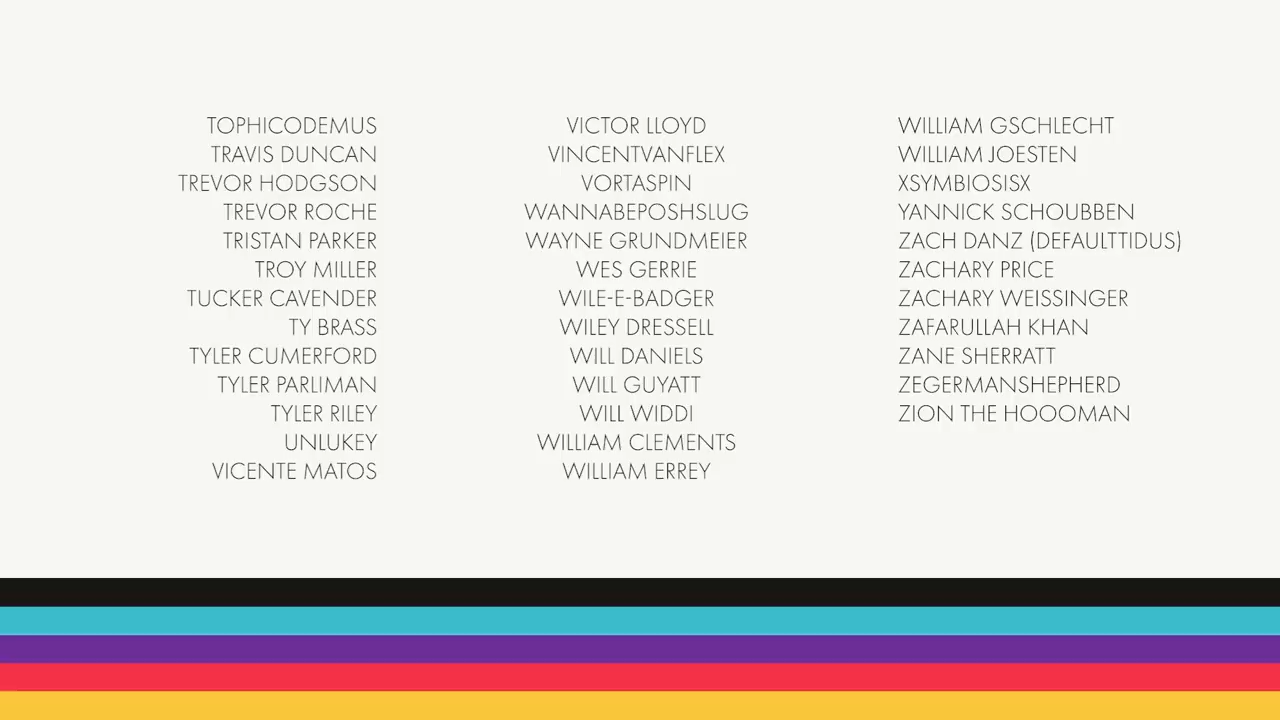 TOPHICODEMUS
TRAVIS DUNCAN
TREVOR HODGSON
TREVOR ROCHE
TRISTAN PARKER
TROY MILLER
TUCKER CAVENDER
TY BRASS
TYLER CUMERFORD
TYLER PARLIMAN
TYLER RILEY
UNLUKEY
VICENTE MATOS
VICTOR LLOYD
VINCENTVANFLEX
VORTASPIN
WANNABEPOSHSLUG
WAYNE GRUNDMEIER
WES GERRIE
WILE-E-BADGER
WILEY DRESSELL
WILL DANIELS
WILL GUYATT
WILL WIDDI
WILLIAM CLEMENTS
WILLIAM ERREY
WILLIAM GSCHLECHT
WILLIAM JOESTEN
XSYMBIOSISX
YANNICK SCHOUBBEN
ZACH DANZ (DEFAULTTIDUS)
ZACHARY PRICE
ZACHARY WEISSINGER
ZAFARULLAH KHAN
ZANE SHERRATT
ZEGERMANSHEPHERD
ZION THE HOOOMAN